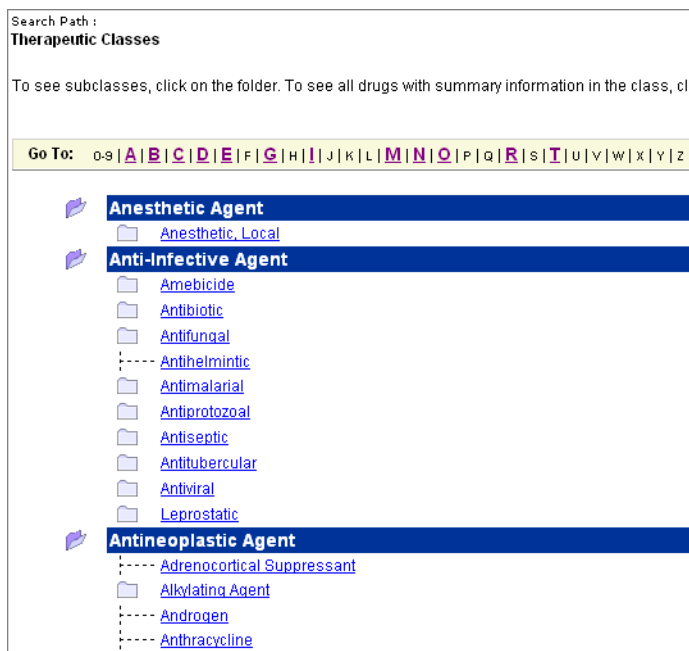 Search Path :
Therapeutic Classes
To see subclasses, click on the folder. To see all drugs with summary information in the class, cl
Go To: 0-9 | A | B | C | D | E | F | G | H | I | J | K | L | M | N | O | P | Q | R | S | T | U | V | W | X | Y | Z
Anesthetic Agent
Anesthetic, Local
Anti-Infective Agent
Amebicide
Antibiotic
Antifungal
Antihelmintic
Antimalarial
Antiprotozoal
Antiseptic
Antitubercular
Antiviral
Leprostatic
Antineoplastic Agent
Adrenocortical Suppressant
Alkylating Agent
Androgen
Anthracycline